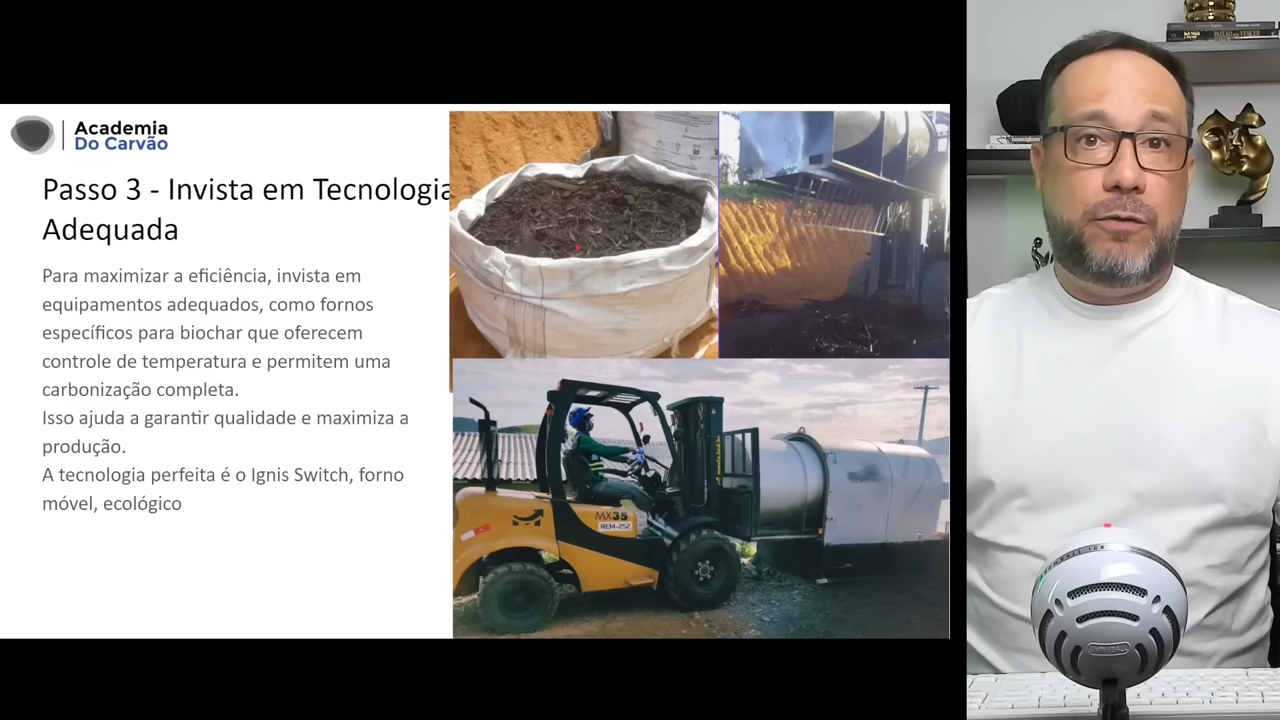 Academia
Do Carvão
Passo 3 - Invista em Tecnologia
Adequada
Para maximizar a eficiência, invista em
equipamentos adequados, como fornos
específicos para biochar que oferecem
controle de temperatura e permitem uma
carbonização completa.
Isso ajuda a garantir qualidade e maximiza a
produção.
A tecnologia perfeita é o Ignis Switch, forno
móvel, ecológico
MX35
REM-252